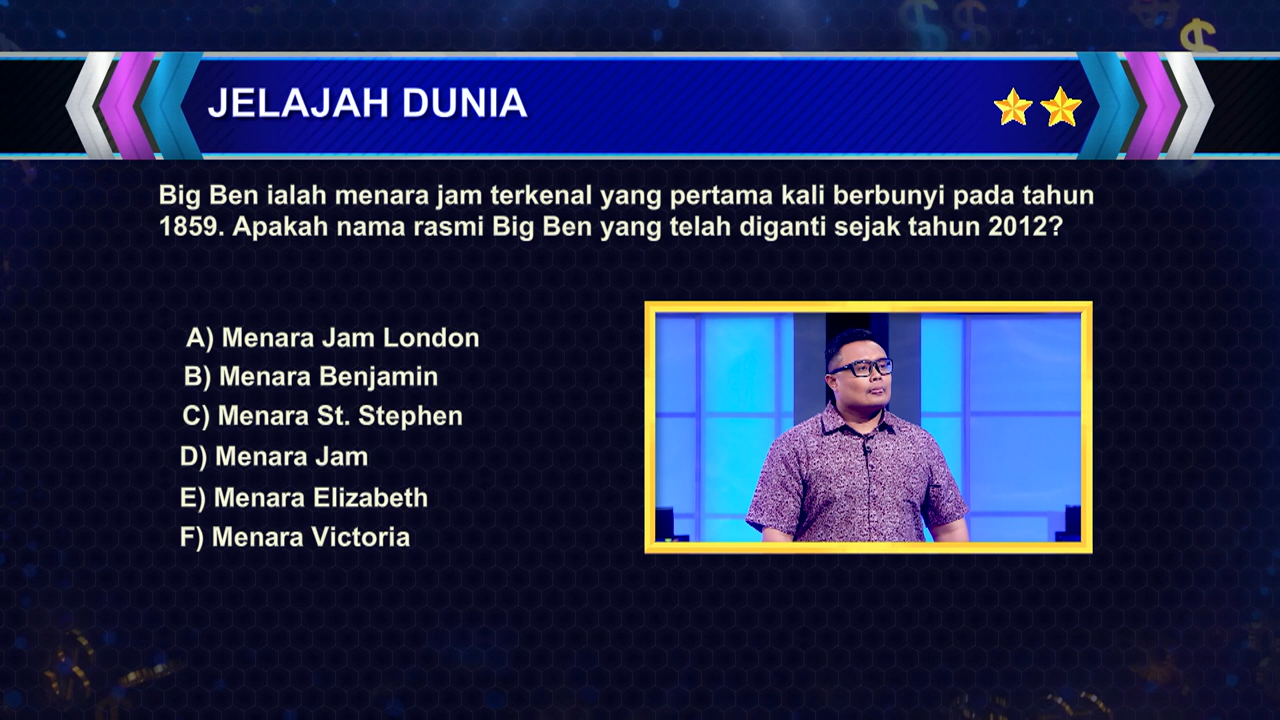 JELAJAH DUNIA
Big Ben ialah menara jam terkenal yang pertama kali berbunyi pada tahun
1859. Apakah nama rasmi Big Ben yang telah diganti sejak tahun 2012?
A) Menara Jam London
B) Menara Benjamin
C) Menara St. Stephen
D) Menara Jam
E) Menara Elizabeth
F) Menara Victoria